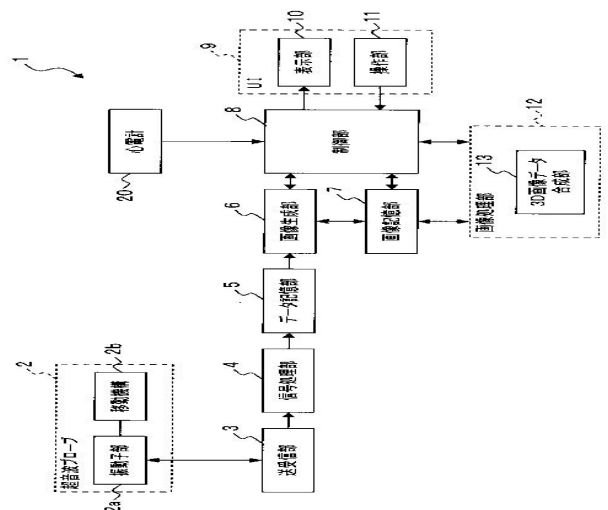 1
2
超音波プローブ
振動子部
2a
移動機構
2b
送受信部
3
信号処理部
4
データ記憶部
5
画像生成部
6
画像記憶部
7
制御部
8
心電計
20
UI
9
表示部
10
操作部
11
画像処理部
12
3D画像データ
合成部
13